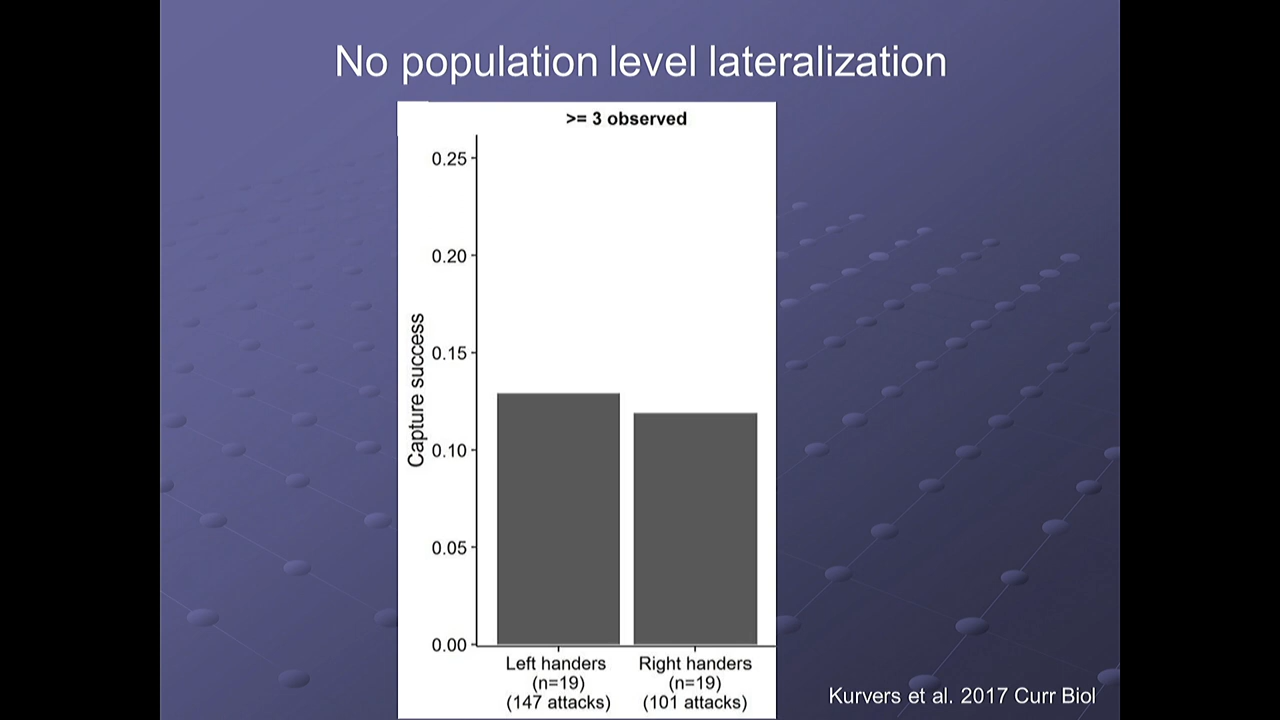 No population level lateralization
>= 3 observed
Capture success
0.25
0.20
0.15
0.10
0.05
0.00
Left handers
(n=19)
(147 attacks)
Right handers
(n=19)
(101 attacks)
Kurvers et al. 2017 Curr Biol